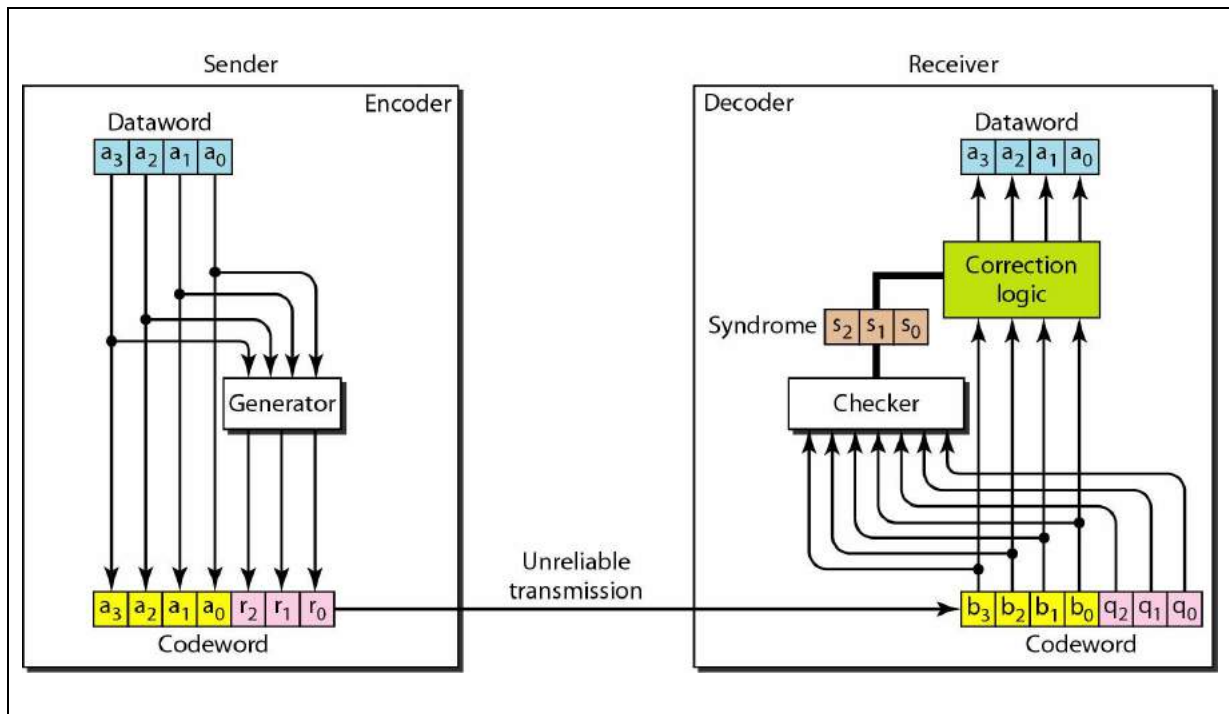 Sender
Receiver
Encoder
Decoder
Dataword
Dataword
a3 a2 a1 a0
a3 a2 a1 a0
Correction
logic
Syndrome
s2 s1 s0
Generator
Checker
Unreliable
transmission
a3 a2 a1 a0 r2 r1 r0
b3 b2 b1 b0 q2 q1 q0
Codeword
Codeword